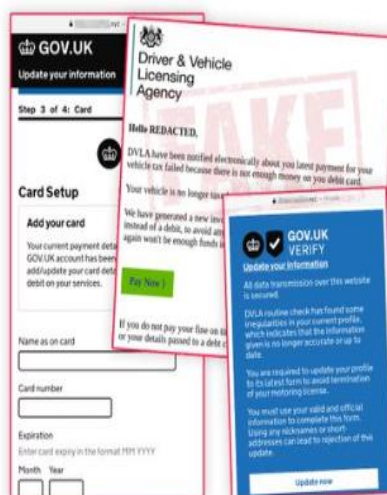 GOV.UK
Update your information
Step 3 of 4: Card
Card Setup
Add your card
Your current payment
GOV.UK account has been
add/update your card
debit on your services.
Name as on card
Card number
Expiration
Enter card expiry in the format MM YYYY
Month Year
Driver & Vehicle
Licensing
Agency
FAKE
Hello REDACTED,
DVLA have been notified electronically about you latest payment for your
vehicle tax failed because there is not enough money on you debit card.
Your vehicle is no longer
We have generated a new
instead of a debit, to avoid any
again won't be enough funds
Pay Now )
If you do not pay your fine on
or your details passed to a debt
GOV.UK
VERIFY
Update your information
All data transmission over this website
is secured.
DVLA routine check has found some
irregularities in your current profile,
which indicates that the information
given is no longer accurate or up to
date.
You are required to update your profile
to its latest form to avoid termination
of your motoring license.
You must use your valid and official
information to complete this form.
Using any nicknames or short-
addresses can lead to rejection of this
update.
Update now